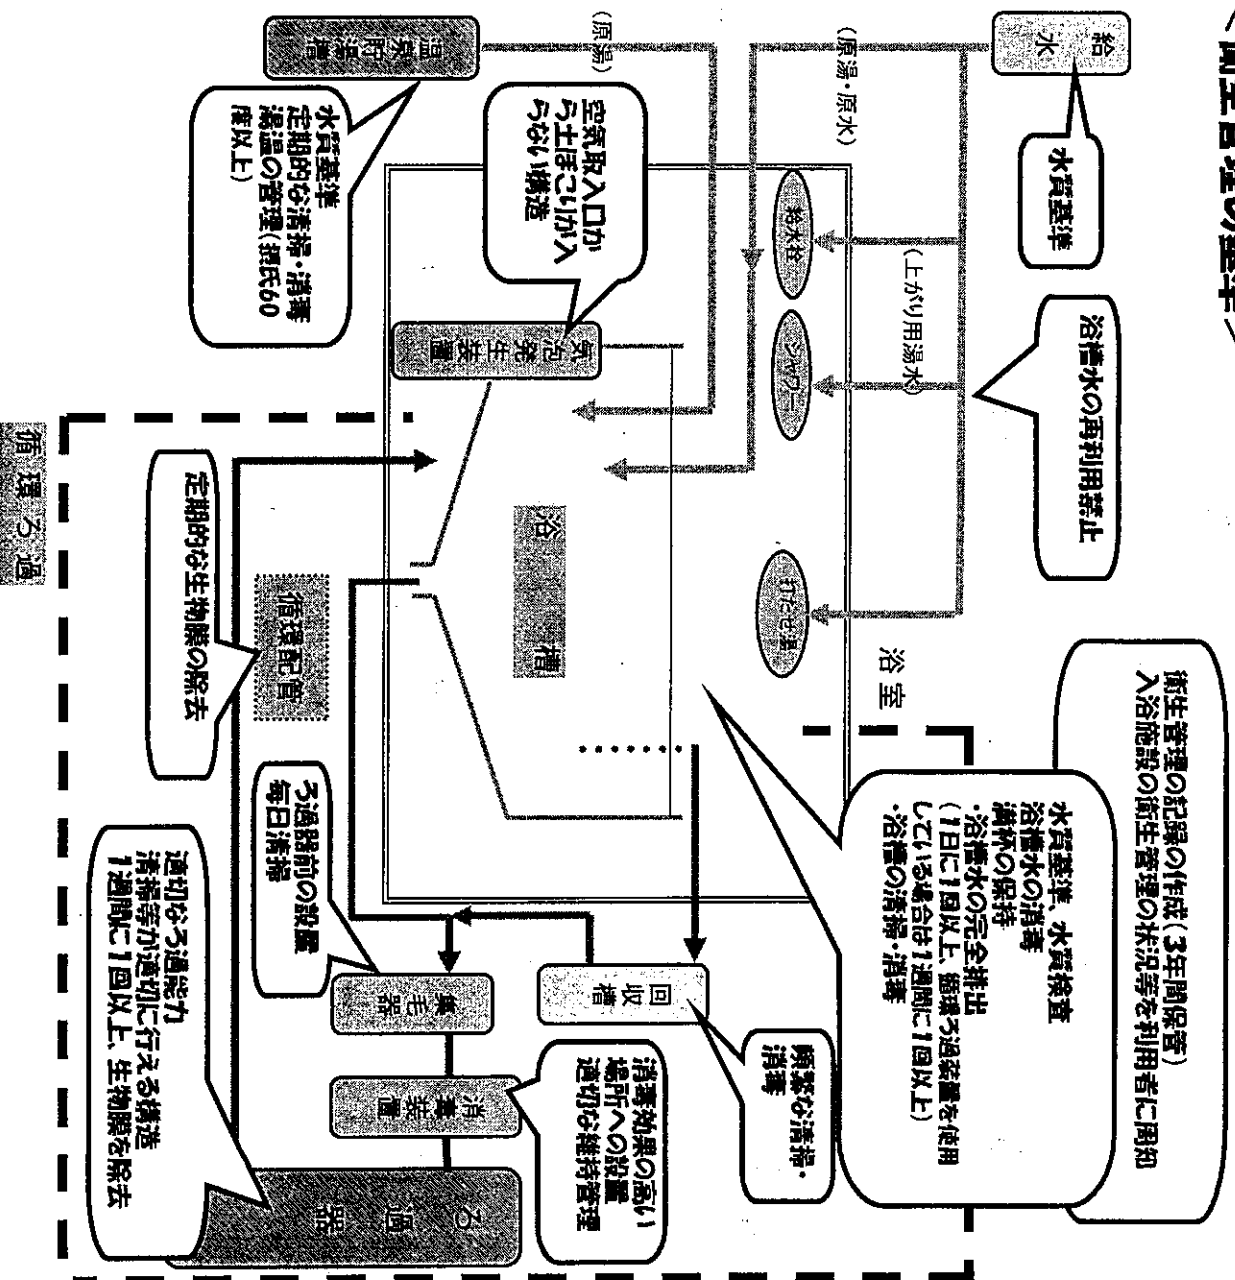 <衛生管理の基準>
給水
水質基準
(原湯・原水)
(原湯)
温泉貯湯槽
水質基準
定期的な清掃・消毒
湯温の管理(摂氏60
度以上)
空気取入口か
ら土ぼこりが入
らない構造
給水栓
シャワー
打たせ湯
(上がり用湯水)
浴槽水の再利用禁止
浴室
気泡発生装置
浴槽
衛生管理の記録の作成(3年間保管)
入浴施設の衛生管理の状況等を利用者に周知
水質基準、水質検査
浴槽水の消毒
満杯の保持
・浴槽水の完全排出
(1日に1回以上、循環ろ過装置を使用
している場合は1週間に1回以上)
・浴槽の清掃・消毒
循環ろ過
循環配管
定期的な生物膜の除去
ろ過器前の設置
毎日清掃
集毛器
回収槽
頻繁な清掃・
消毒
消毒装置
消毒効果の高い
場所への設置
適切な維持管理
ろ過器
適切なろ過能力
清掃等が適切に行える構造
1週間に1回以上、生物膜を除去